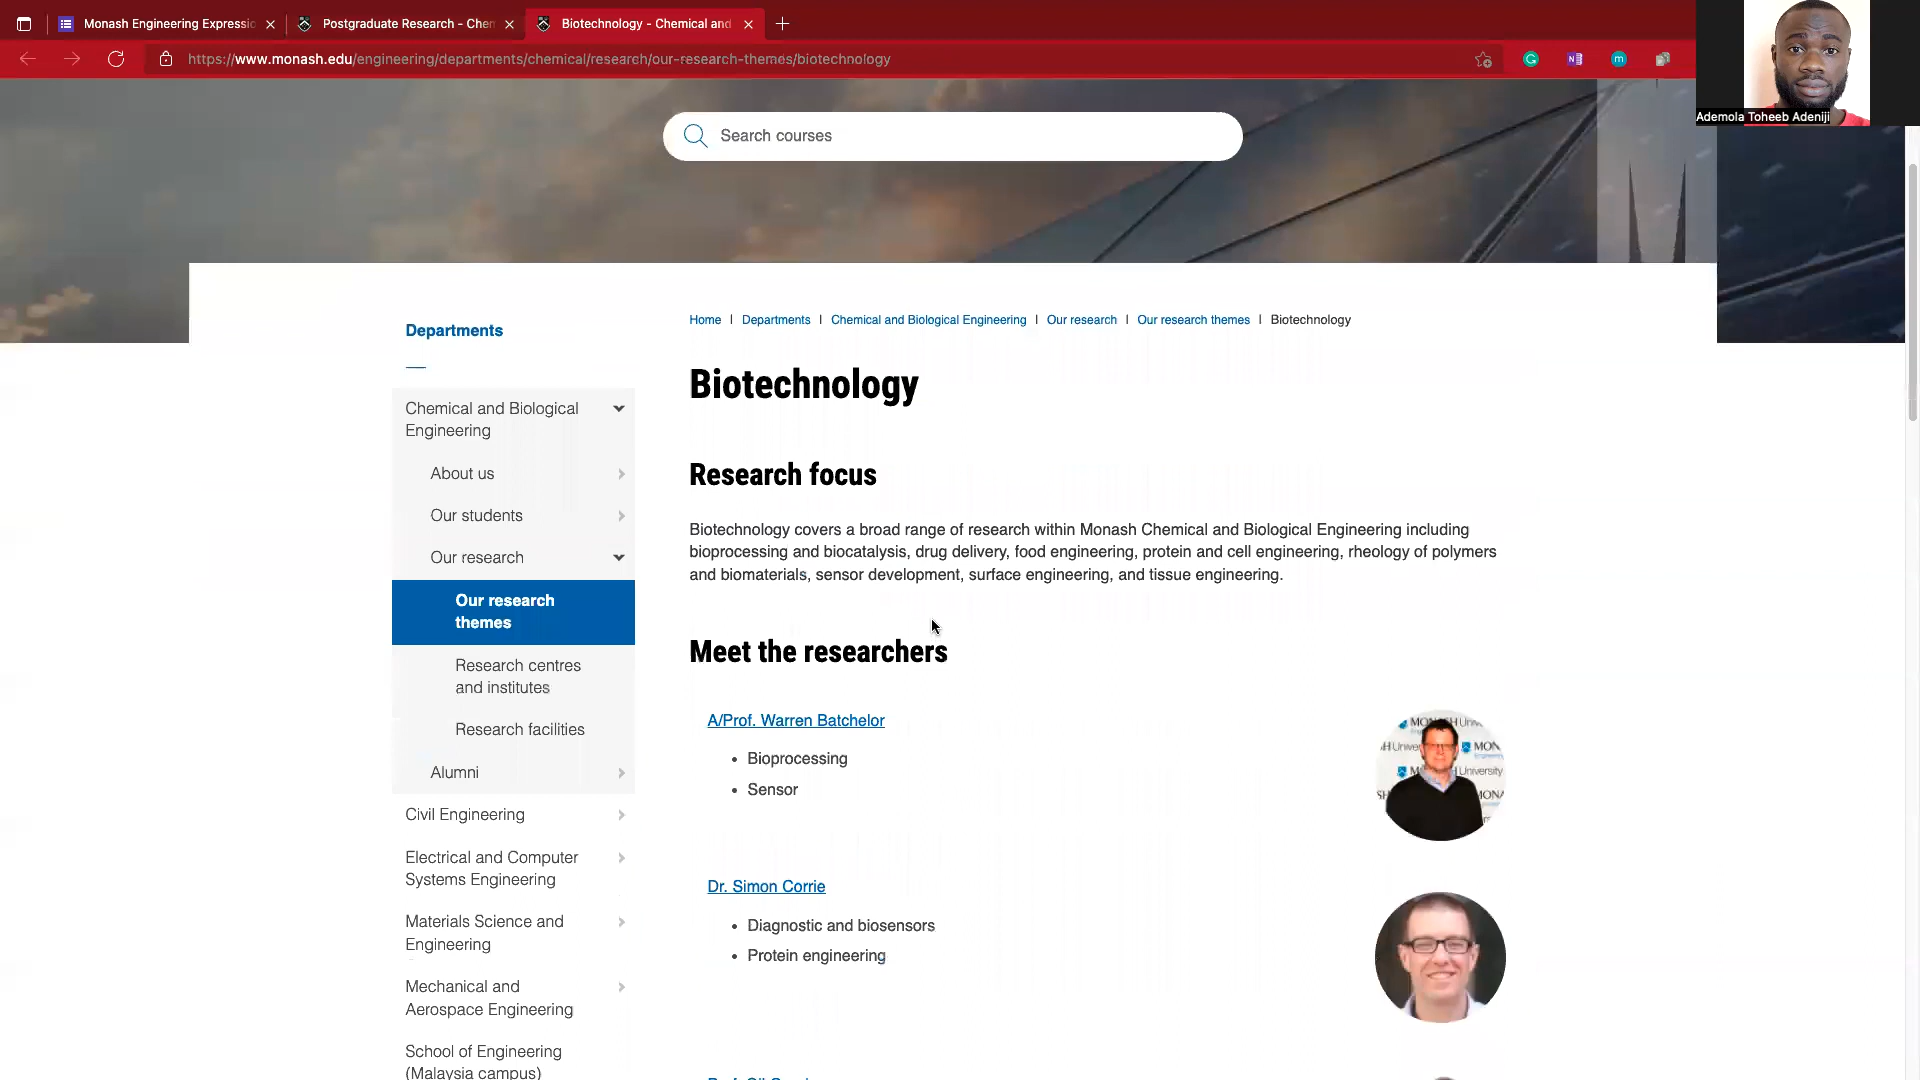 Monash Engineering Expressio
Postgraduate Research - Chem
Biotechnology - Chemical and
https://www.monash.edu/engineering/departments/chemical/research/our-research-themes/biotechnology
Ademola Toheeb Adeniji
Search courses
Departments
Chemical and Biological
Engineering
About us
Our students
Our research
Our research
themes
Research centres
and institutes
Research facilities
Alumni
Civil Engineering
Electrical and Computer
Systems Engineering
Materials Science and
Engineering
Mechanical and
Aerospace Engineering
School of Engineering
(Malaysia campus)
Home | Departments | Chemical and Biological Engineering | Our research | Our research themes | Biotechnology
Biotechnology
Research focus
Biotechnology covers a broad range of research within Monash Chemical and Biological Engineering including
bioprocessing and biocatalysis, drug delivery, food engineering, protein and cell engineering, rheology of polymers
and biomaterials, sensor development, surface engineering, and tissue engineering.
Meet the researchers
A/Prof. Warren Batchelor
• Bioprocessing
• Sensor
Dr. Simon Corrie
• Diagnostic and biosensors
• Protein engineering